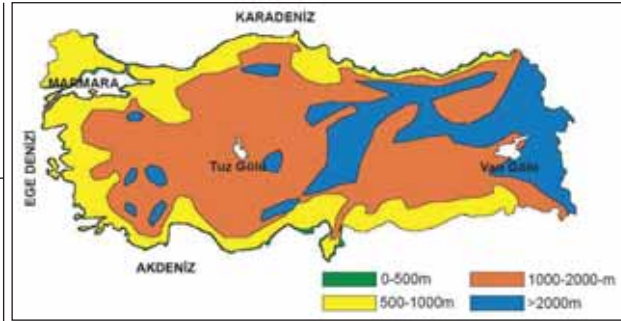 KARADENİZ
MARMARA
EGE DENİZİ
Tuz Gölü
Van Gölü
AKDENİZ
0-500m
1000-2000-m
500-1000m
>2000m